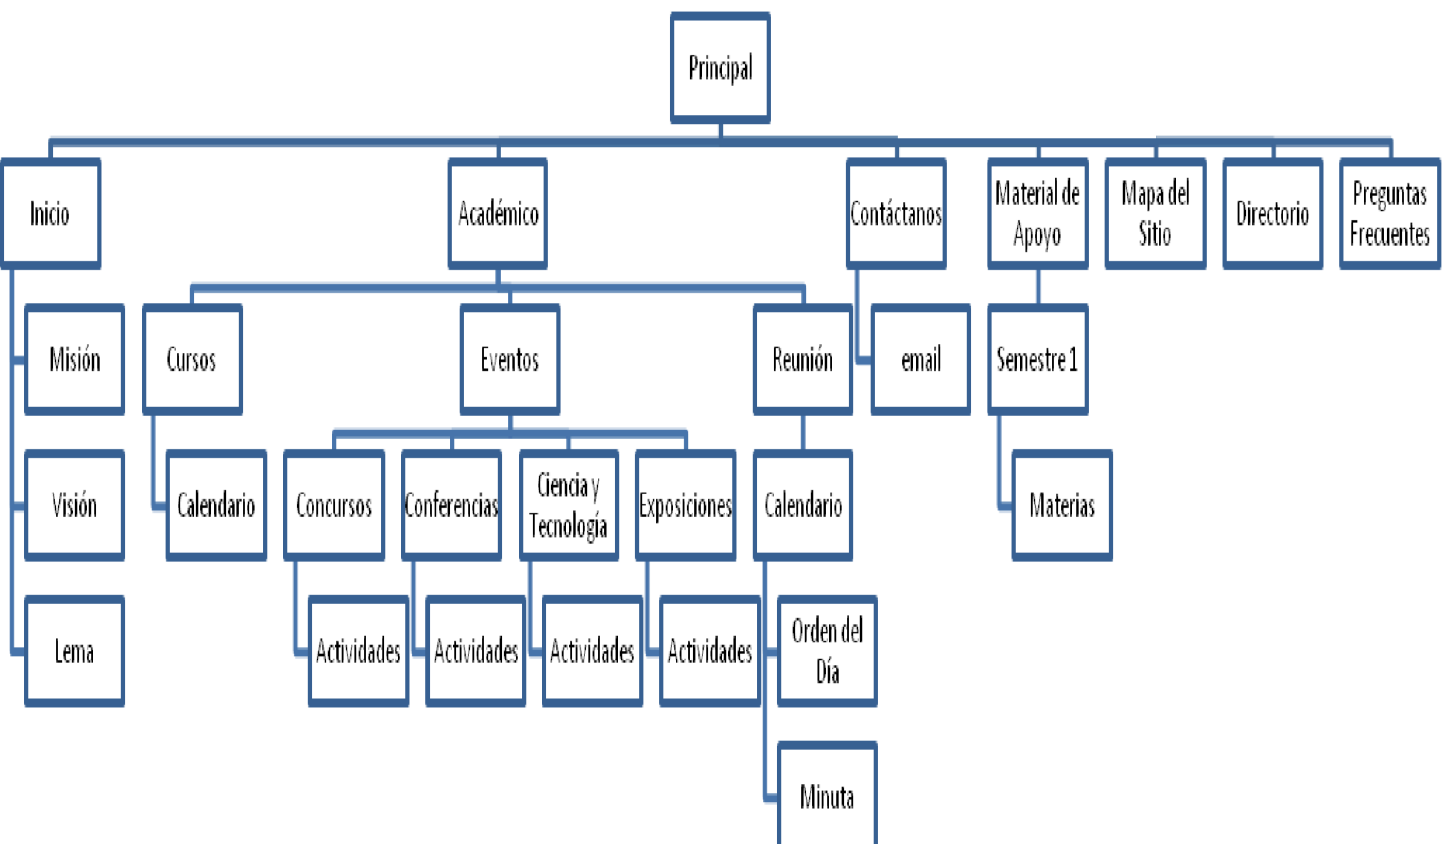 Principal
Inicio
Académico
Contáctanos
Material de
Apoyo
Mapa del
Sitio
Directorio
Preguntas
Frecuentes
Misión
Cursos
Eventos
Reunión
email
Semestre 1
Visión
Calendario
Concursos
Conferencias
Ciencia y
Tecnología
Exposiciones
Calendario
Materias
Lema
Actividades
Actividades
Actividades
Actividades
Orden del
Día
Minuta